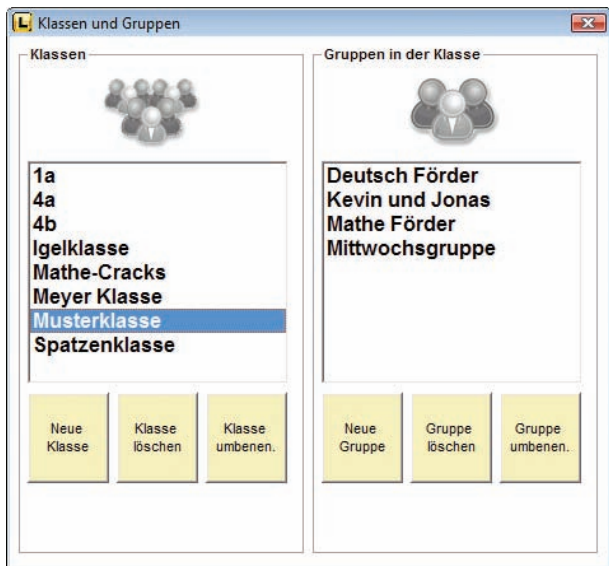 Klassen und Gruppen
Klassen
1a
4a
4b
Igelklasse
Mathe-Cracks
Meyer Klasse
Musterklasse
Spatzenklasse
Neue
Klasse
Klasse
löschen
Klasse
umbenen.
Gruppen in der Klasse
Deutsch Förder
Kevin und Jonas
Mathe Förder
Mittwochsgruppe
Neue
Gruppe
Gruppe
löschen
Gruppe
umbenen.